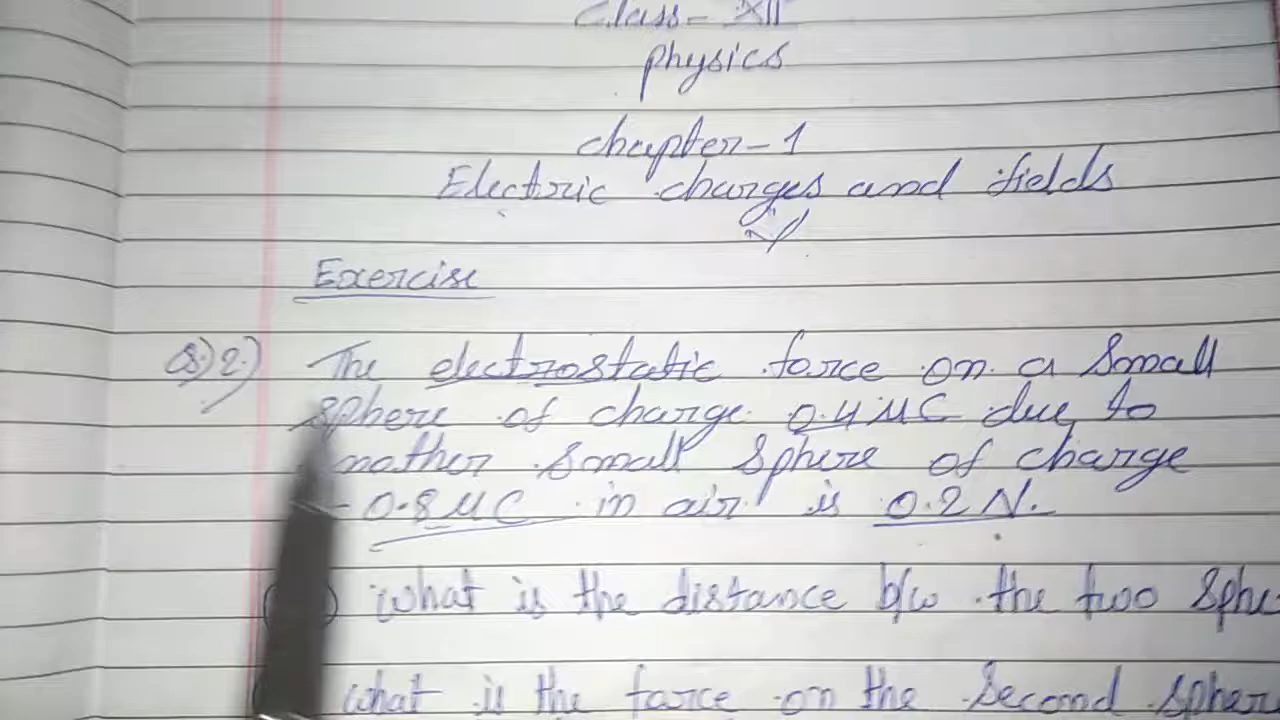 Class - XII
Physics
Chapter - 1
Electric charges and fields
Exercise
Q.) 2.) The electrostatic force on a small
sphere of charge 0.4 μC due to
another small sphere of charge
- 0.8 μC in air is 0.2 N.
what is the distance b/w the two
what is the force on the second